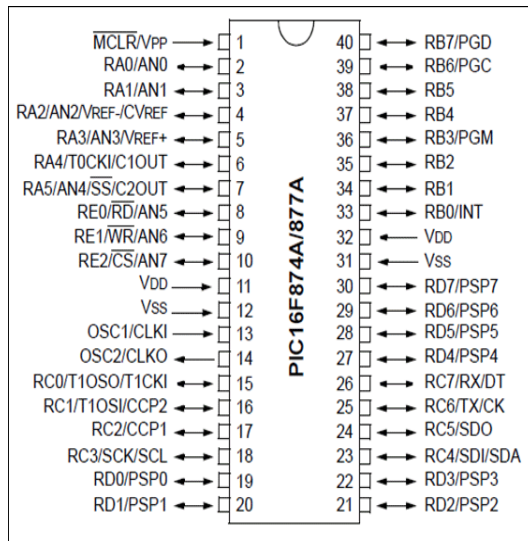 MCLR/VPP 1 40 RB7/PGD
RA0/AN0 2 39 RB6/PGC
RA1/AN1 3 38 RB5
RA2/AN2/VREF-/CVREF 4 37 RB4
RA3/AN3/VREF+ 5 36 RB3/PGM
RA4/T0CKI/C1OUT 6 35 RB2
RA5/AN4/SS/C2OUT 7 34 RB1
RE0/RD/AN5 8 33 RB0/INT
RE1/WR/AN6 9 32 VDD
RE2/CS/AN7 10 31 VSS
VDD 11 30 RD7/PSP7
VSS 12 29 RD6/PSP6
OSC1/CLKI 13 28 RD5/PSP5
OSC2/CLKO 14 27 RD4/PSP4
RC0/T1OSO/T1CKI 15 26 RC7/RX/DT
RC1/T1OSI/CCP2 16 25 RC6/TX/CK
RC2/CCP1 17 24 RC5/SDO
RC3/SCK/SCL 18 23 RC4/SDI/SDA
RD0/PSP0 19 22 RD3/PSP3
RD1/PSP1 20 21 RD2/PSP2
PIC16F874A/877A